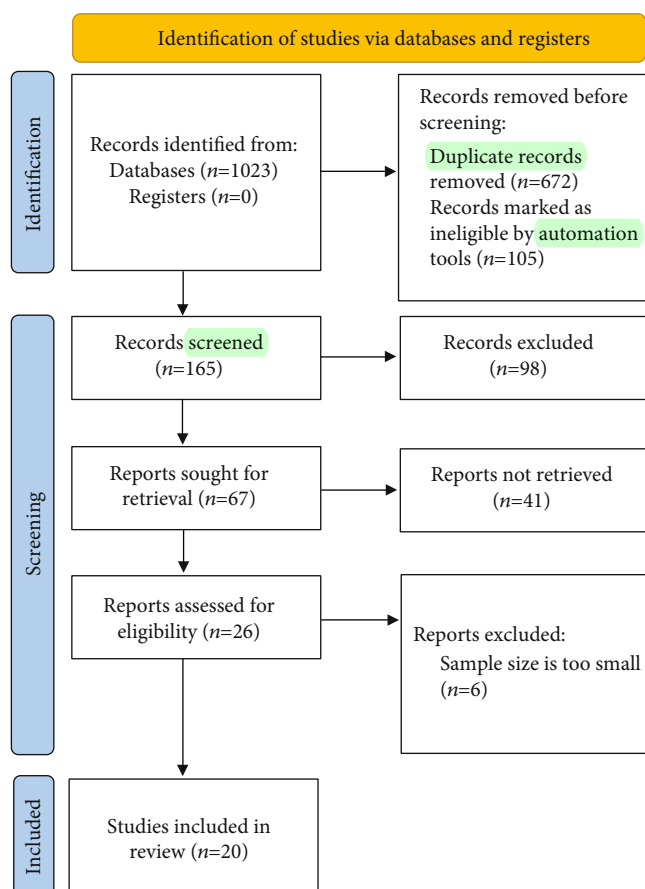 Identification of studies via databases and registers
Identification
Records identified from:
Databases (n=1023)
Registers (n=0)
Records removed before
screening:
Duplicate records
removed (n=672)
Records marked as
ineligible by automation
tools (n=105)
Screening
Records screened
(n=165)
Records excluded
(n=98)
Reports sought for
retrieval (n=67)
Reports not retrieved
(n=41)
Reports assessed for
eligibility (n=26)
Reports excluded:
Sample size is too small
(n=6)
Included
Studies included in
review (n=20)